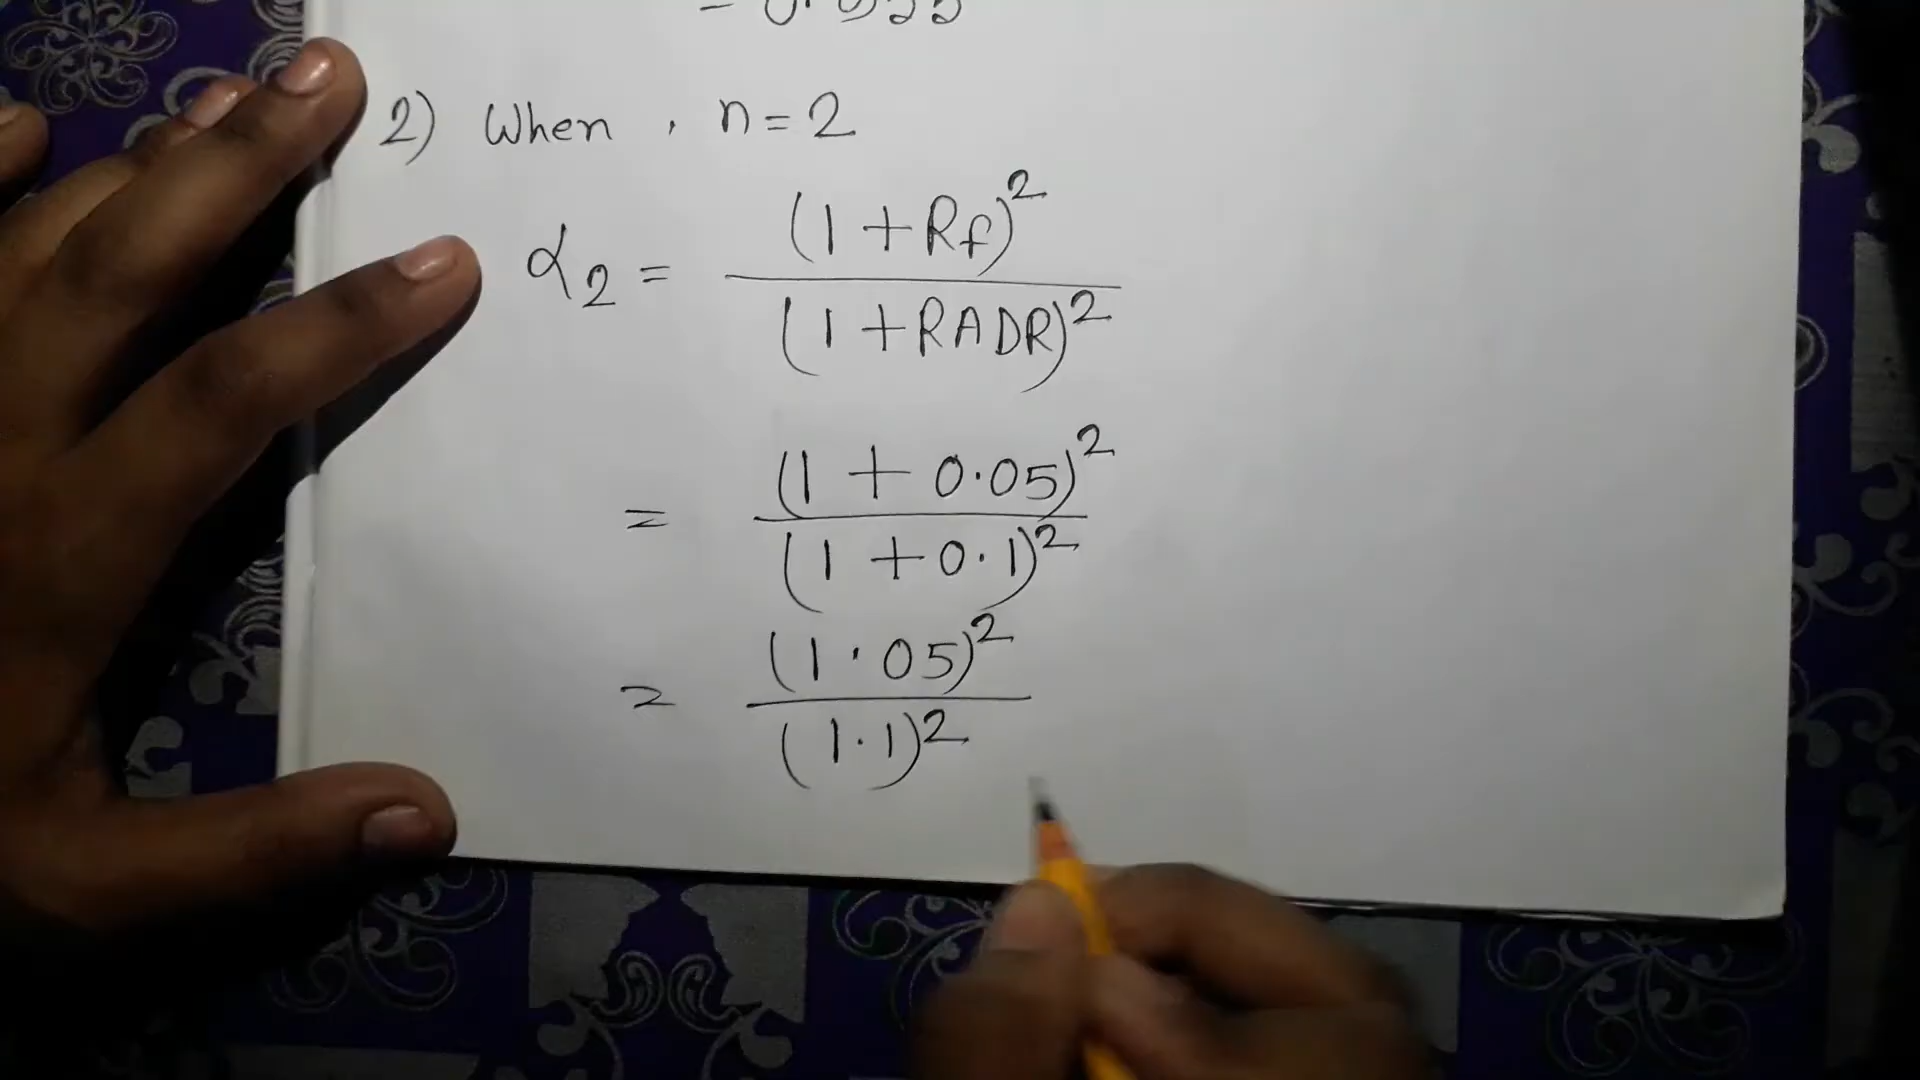 2) When, n=2
α₂ = (1+Rf)² / (1+RADR)²
= (1+0.05)² / (1+0.1)²
= (1.05)² / (1.1)²